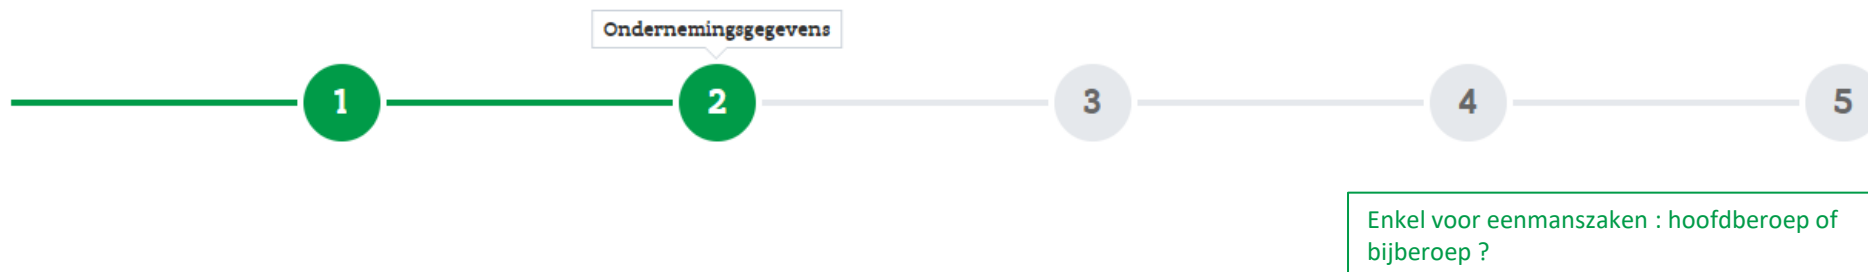 Ondernemingsgegevens
1 2 3 4 5
Enkel voor eenmanszaken : hoofdberoep of
bijberoep ?